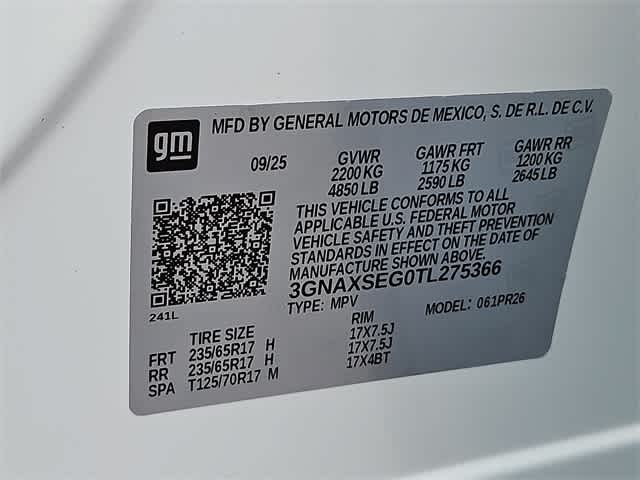 gm
MFD BY GENERAL MOTORS DE MEXICO, S. DE R.L. DE C.V.
09/25 GVWR GAWR FRT GAWR RR
2200 KG 1175 KG 1200 KG
4850 LB 2590 LB 2645 LB
THIS VEHICLE CONFORMS TO ALL
APPLICABLE U.S. FEDERAL MOTOR
VEHICLE SAFETY AND THEFT PREVENTION
STANDARDS IN EFFECT ON THE DATE OF
MANUFACTURE SHOWN ABOVE.
3GNAXSEG0TL275366
TYPE: MPV MODEL: 061PR26
241L
TIRE SIZE RIM
FRT 235/65R17 H 17X7.5J
RR 235/65R17 H 17X7.5J
SPA T125/70R17 M 17X4BT